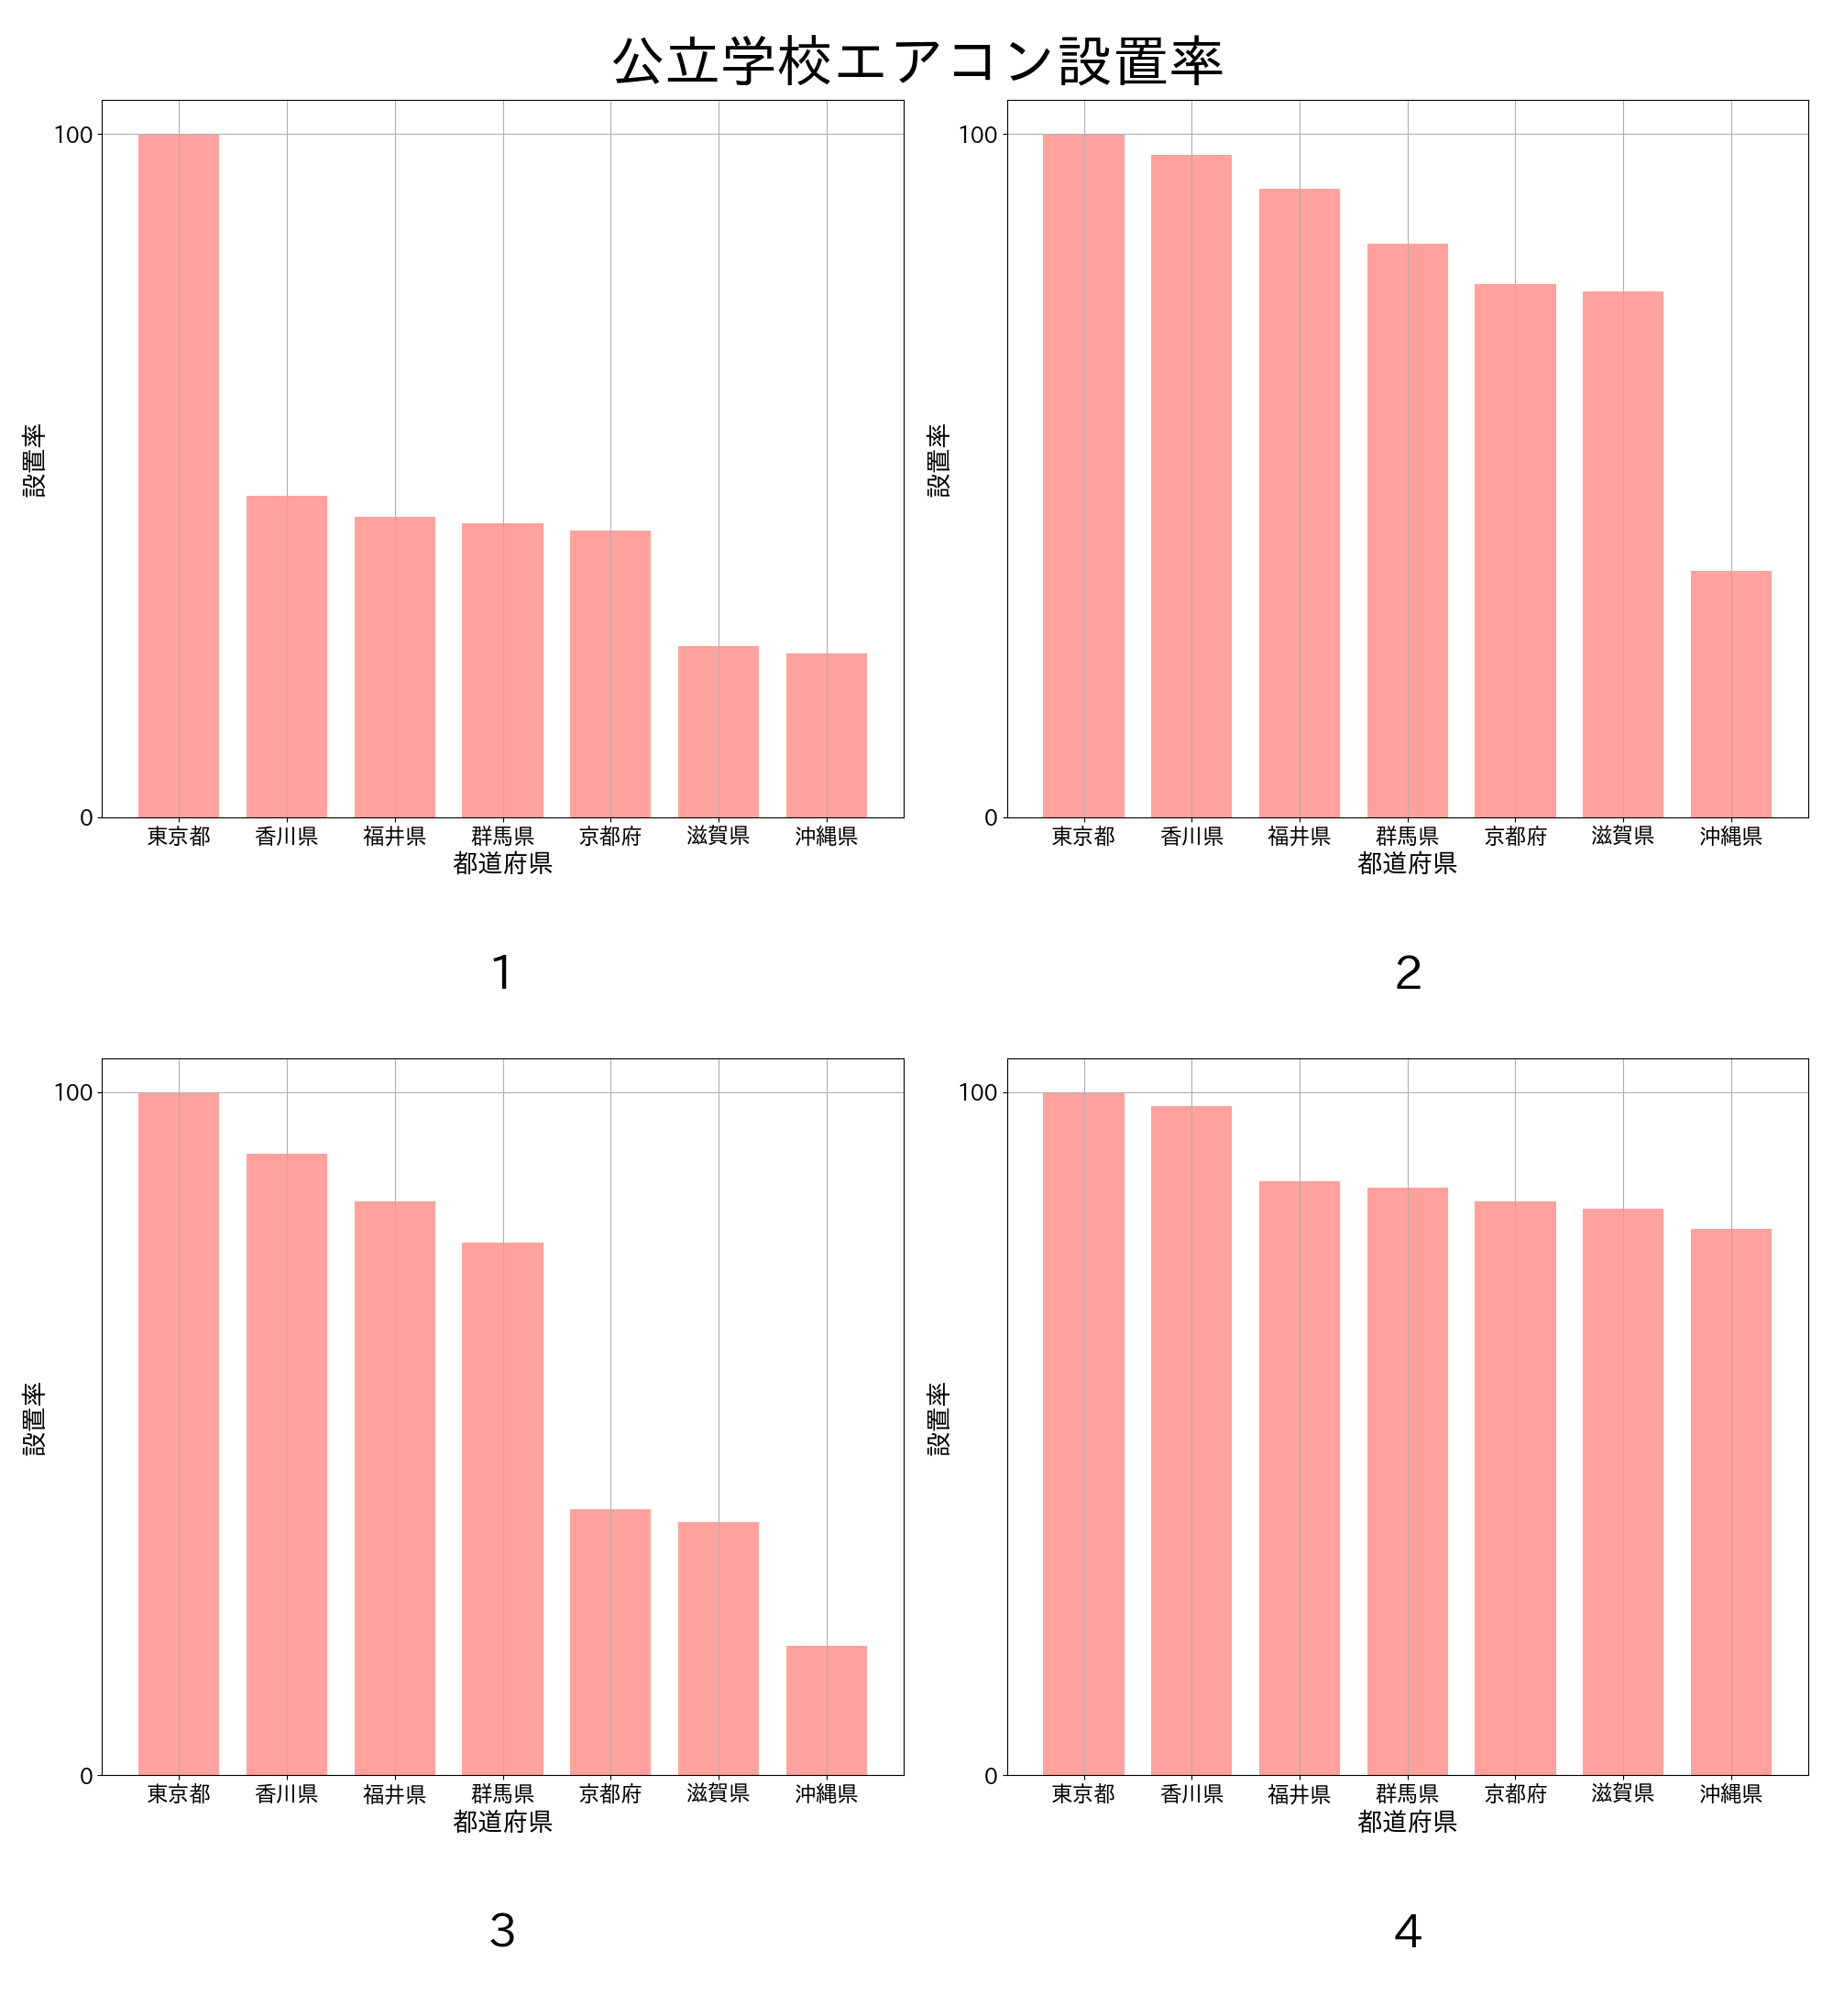 公立学校エアコン設置率
100
0
設置率
東京都 香川県 福井県 群馬県 京都府 滋賀県 沖縄県
都道府県
1
100
0
設置率
東京都 香川県 福井県 群馬県 京都府 滋賀県 沖縄県
都道府県
2
100
0
設置率
東京都 香川県 福井県 群馬県 京都府 滋賀県 沖縄県
都道府県
3
100
0
設置率
東京都 香川県 福井県 群馬県 京都府 滋賀県 沖縄県
都道府県
4